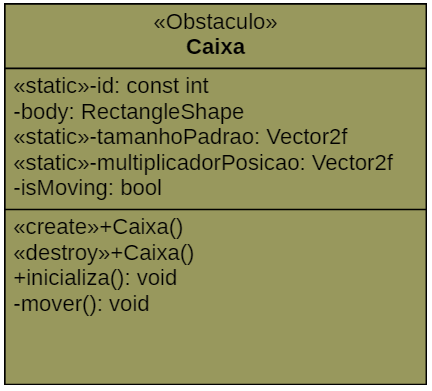 «Obstaculo»
Caixa
«static»-id: const int
-body: RectangleShape
«static»-tamanhoPadrao: Vector2f
«static»-multiplicadorPosicao: Vector2f
-isMoving: bool
«create»+Caixa()
«destroy»+Caixa()
+inicializa(): void
-mover(): void